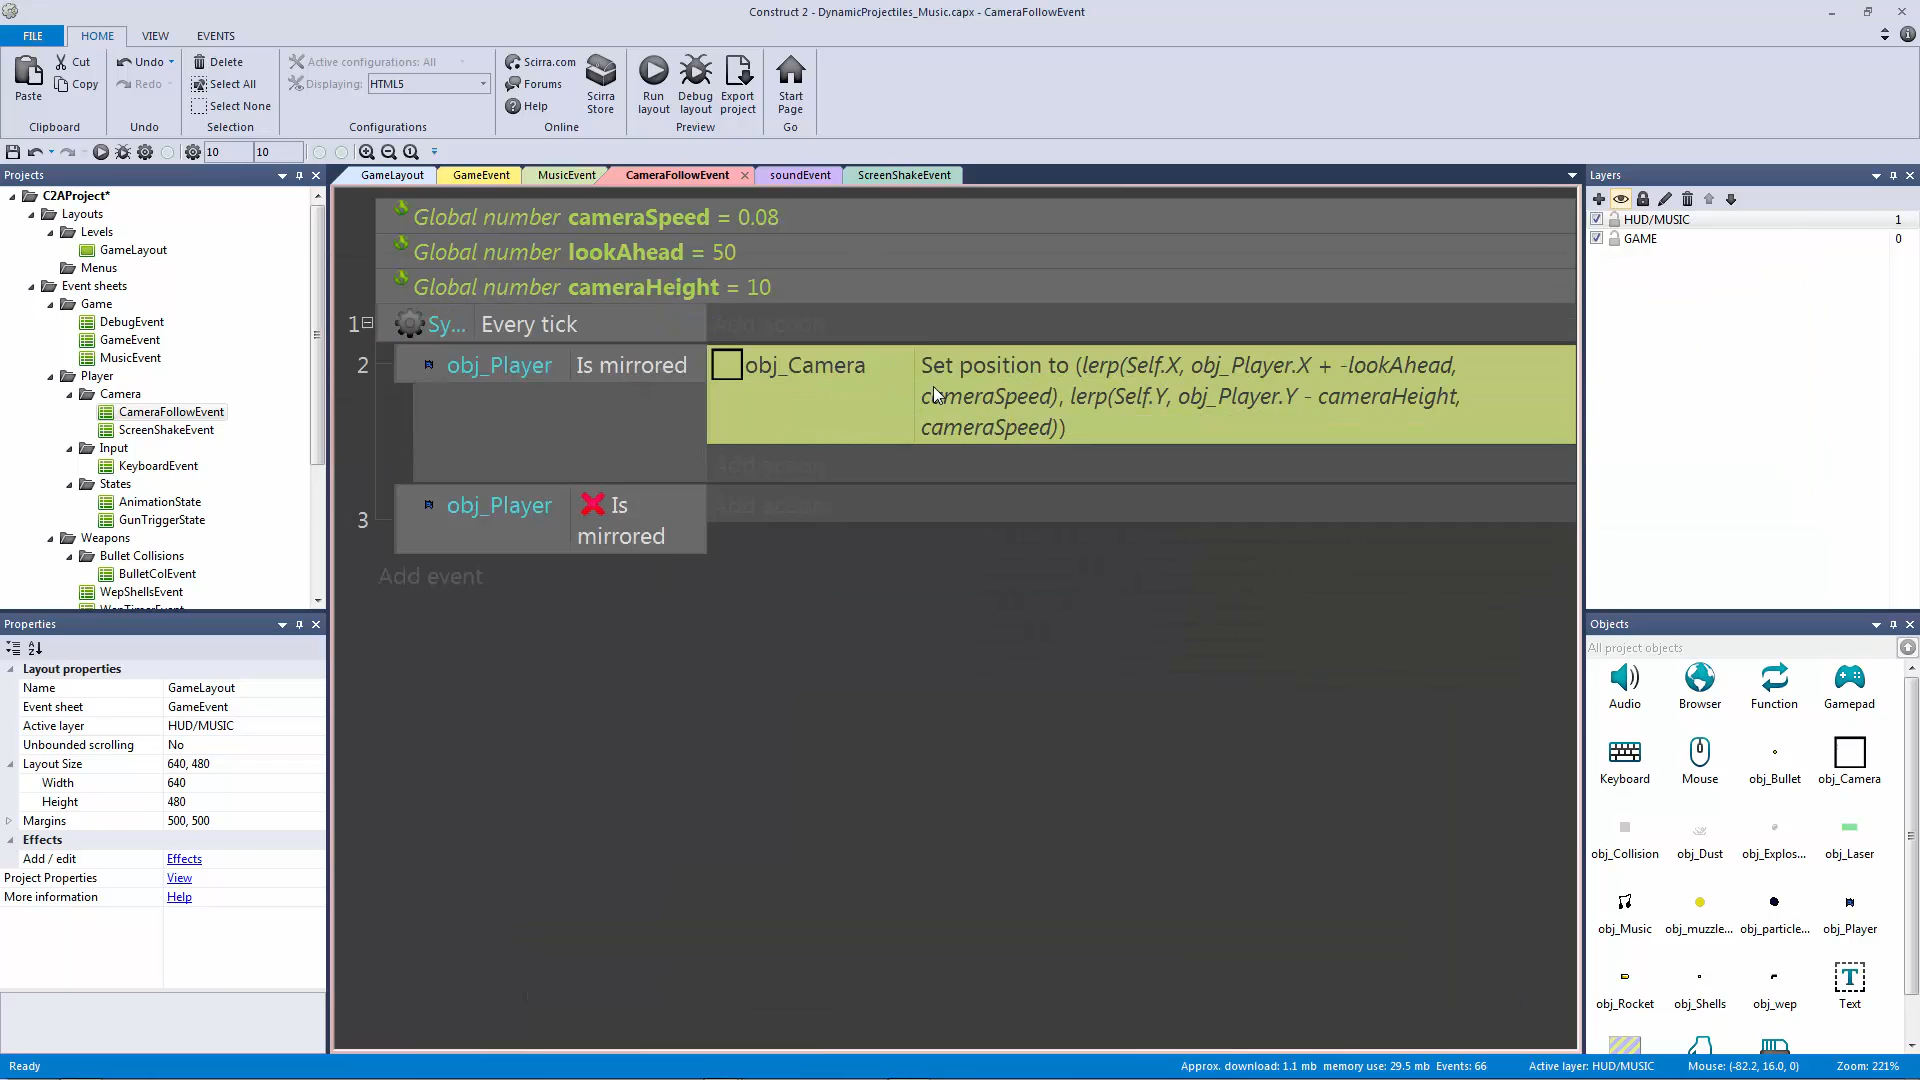 Construct 2 - DynamicProjectiles_Music.capx - CameraFollowEvent
FILE HOME VIEW EVENTS
Paste Cut Copy Clipboard
Undo Redo Undo
Delete Select All Select None Selection
Active configurations: All
Displaying: HTML5
Configurations
Scirra.com Forums Help Scirra Store Online
Run layout Debug layout Export project Preview
Start Page Go
10 10
Projects
C2AProject*
Layouts
Levels
GameLayout
Menus
Event sheets
Game
DebugEvent
GameEvent
MusicEvent
Player
Camera
CameraFollowEvent
ScreenShakeEvent
Input
KeyboardEvent
States
AnimationState
GunTriggerState
Weapons
Bullet Collisions
BulletColEvent
WepShellsEvent
Properties
Layout properties
Name GameLayout
Event sheet GameEvent
Active layer HUD/MUSIC
Unbounded scrolling No
Layout Size 640, 480
Width 640
Height 480
Margins 500, 500
Effects
Add / edit Effects
Project Properties View
More information Help
GameLayout GameEvent MusicEvent CameraFollowEvent soundEvent ScreenShakeEvent
Global number cameraSpeed = 0.08
Global number lookAhead = 50
Global number cameraHeight = 10
1 Sy... Every tick Add action
2 obj_Player Is mirrored obj_Camera Set position to (lerp(Self.X, obj_Player.X + -lookAhead,
cameraSpeed), lerp(Self.Y, obj_Player.Y - cameraHeight,
cameraSpeed))
Add action
3 obj_Player Is mirrored Add action
Add event
Layers
HUD/MUSIC 1
GAME 0
Objects
All project objects
Audio Browser Function Gamepad
Keyboard Mouse obj_Bullet obj_Camera
obj_Collision obj_Dust obj_Explos... obj_Laser
obj_Music obj_muzzle... obj_particle... obj_Player
obj_Rocket obj_Shells obj_wep Text
Ready Approx. download: 1.1 mb memory use: 29.5 mb Events: 66 Active layer: HUD/MUSIC Mouse: (-82.2, 16.0, 0) Zoom: 221%